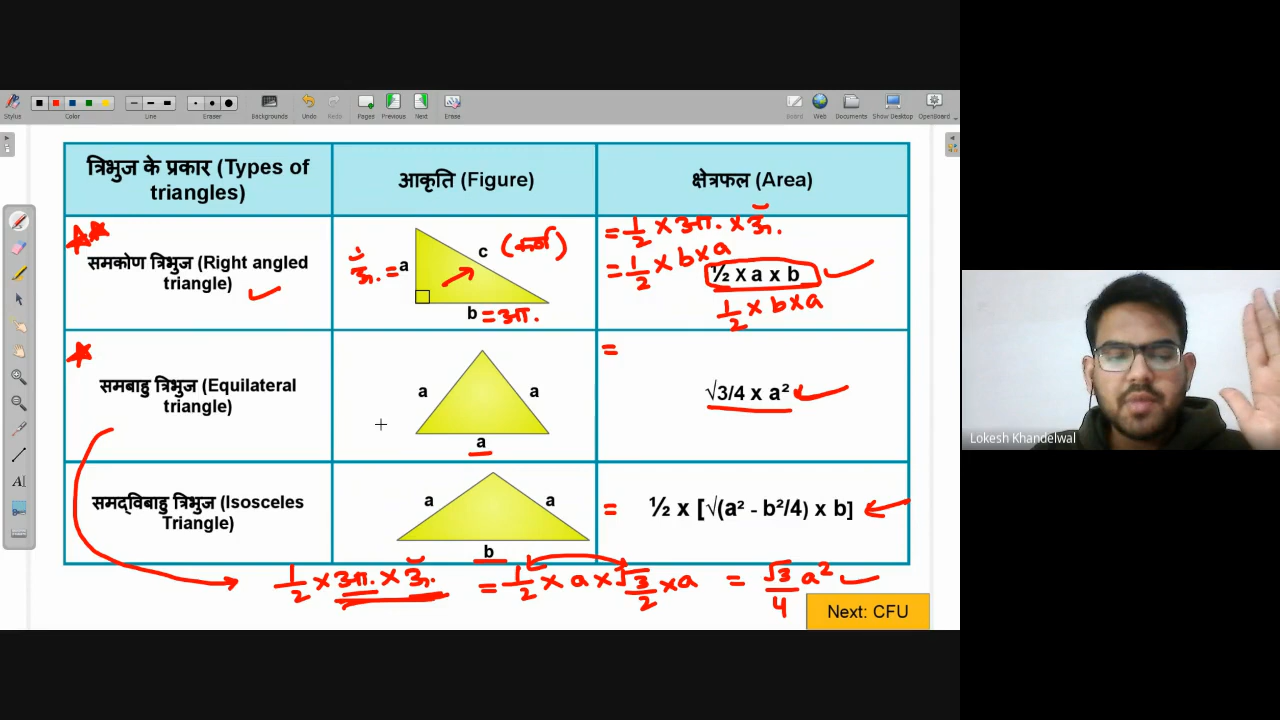 Stylus
Color
Line
Eraser
Backgrounds
Undo
Redo
Pages
Previous
Next
Erase
Board
Web
Documents
Show Desktop
OpenBoard
त्रिभुज के प्रकार (Types of
triangles)
आकृति (Figure)
क्षेत्रफल (Area)
समकोण त्रिभुज (Right angled
triangle)
ऊँ. = a
c (कर्ण)
b = आ.
= 1/2 × आ. × ऊँ.
= 1/2 × b × a
½ x a x b
1/2 × b × a
समबाहु त्रिभुज (Equilateral
triangle)
a
a
a
=
√3/4 x a²
समद्विबाहु त्रिभुज (Isosceles
Triangle)
a
a
b
= ½ x [√(a² - b²/4) x b]
1/2 × आ. × ऊँ. = 1/2 × a × √3/2 × a = √3/4 a²
Next: CFU
Lokesh Khandelwal